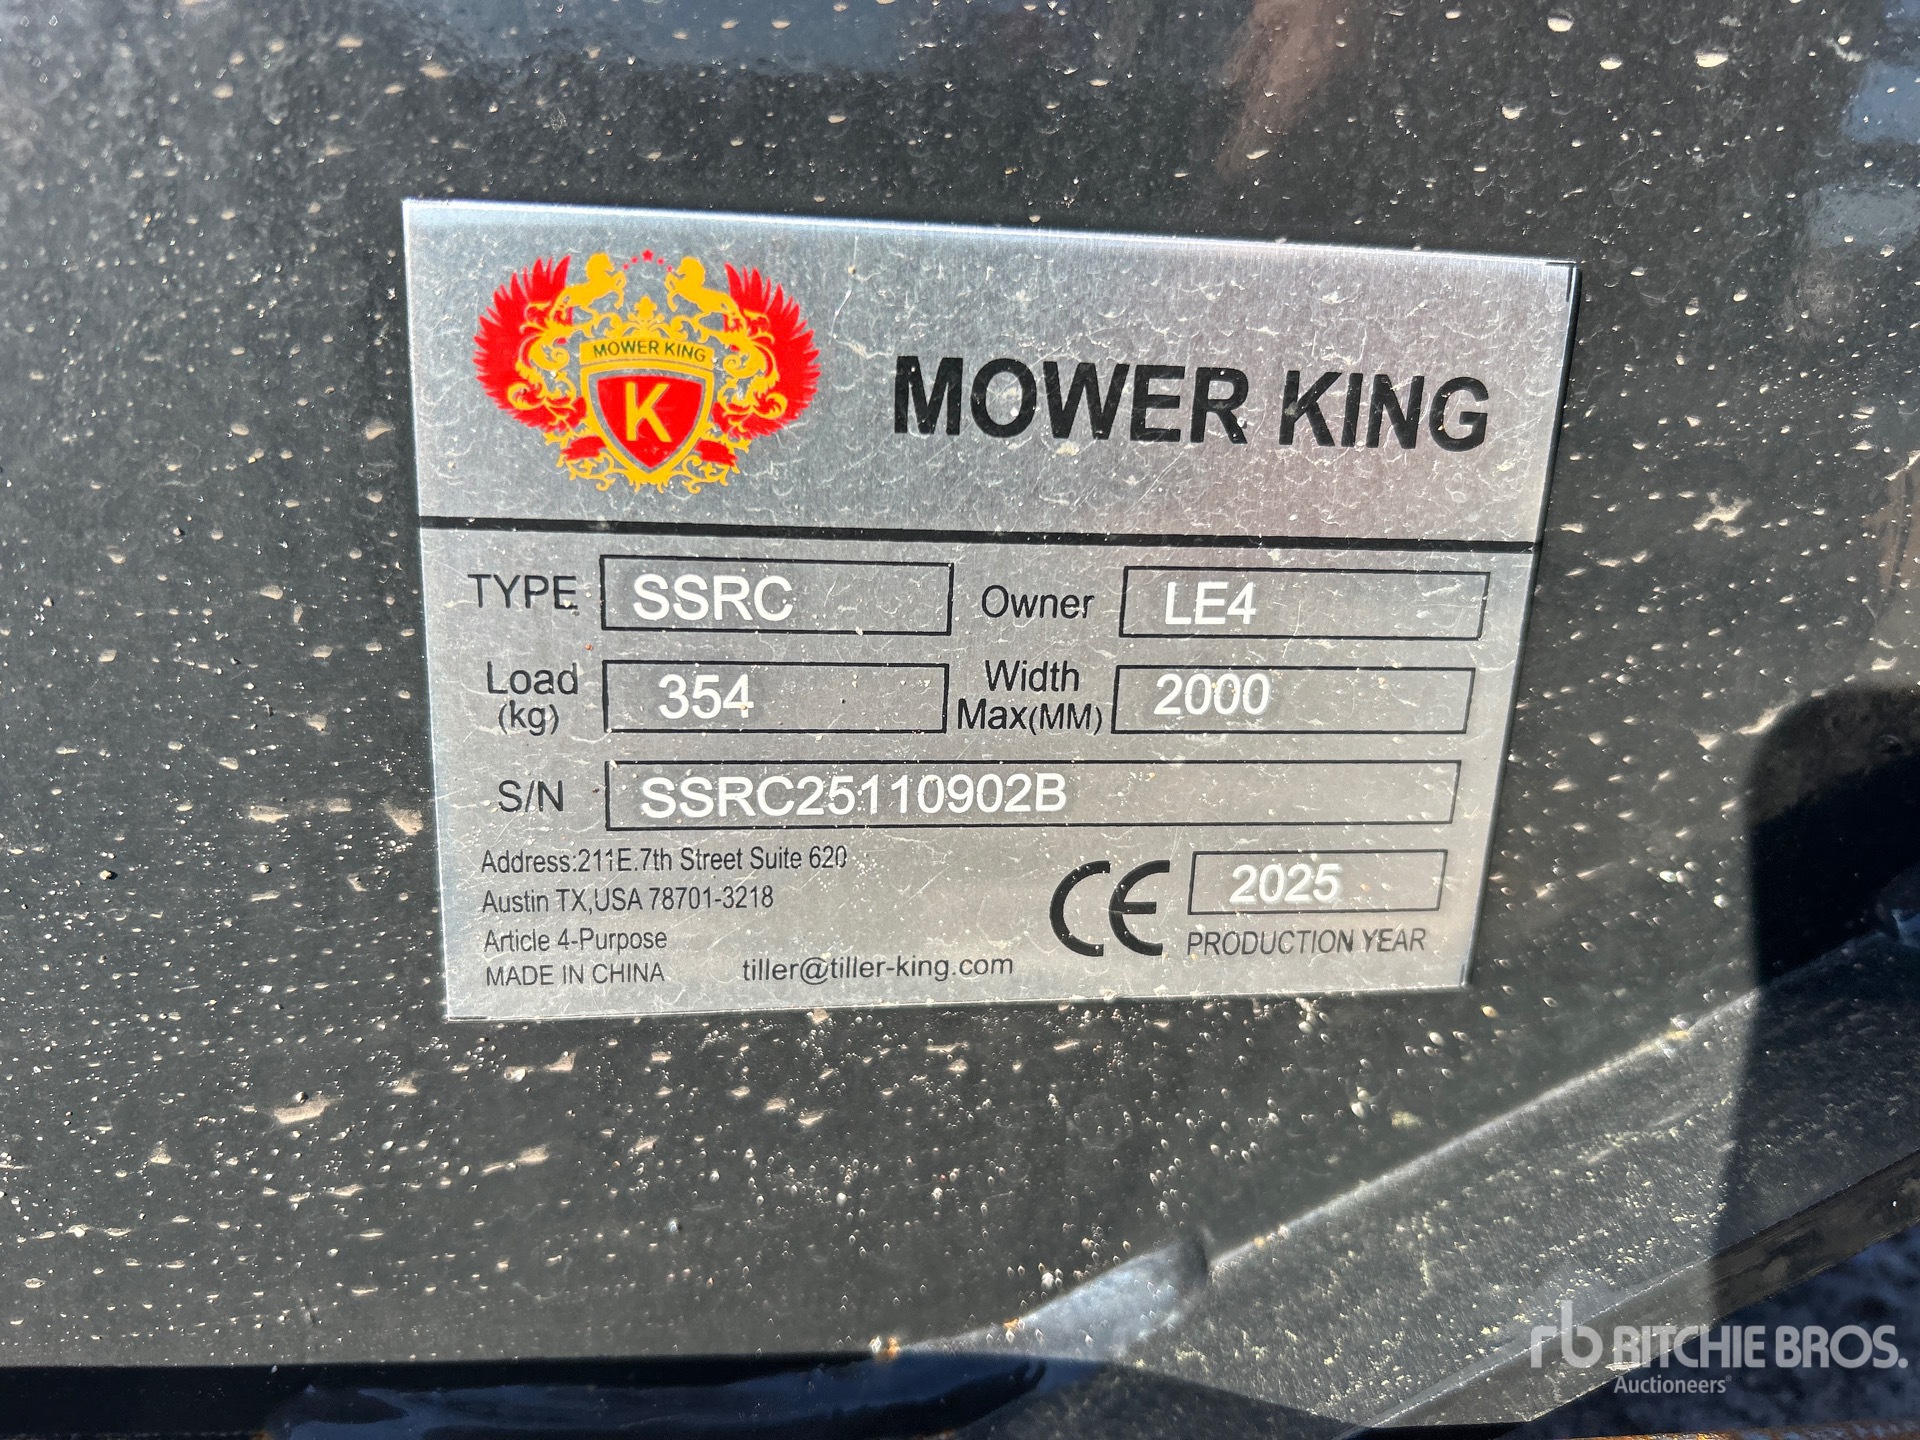 MOWER KING
K
MOWER KING
TYPE SSRC Owner LE4
Load (kg) 354 Width Max(MM) 2000
S/N SSRC25110902B
Address:211E.7th Street Suite 620
Austin TX,USA 78701-3218
Article 4-Purpose
MADE IN CHINA tiller@tiller-king.com
CE 2025
PRODUCTION YEAR
rb RITCHIE BROS.
Auctioneers